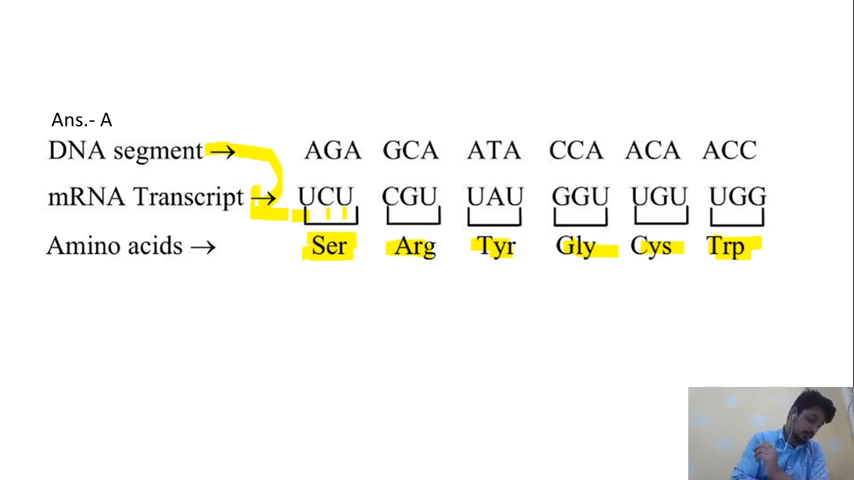 Ans.- A
DNA segment → AGA GCA ATA CCA ACA ACC
mRNA Transcript → UCU CGU UAU GGU UGU UGG
Amino acids → Ser Arg Tyr Gly Cys Trp